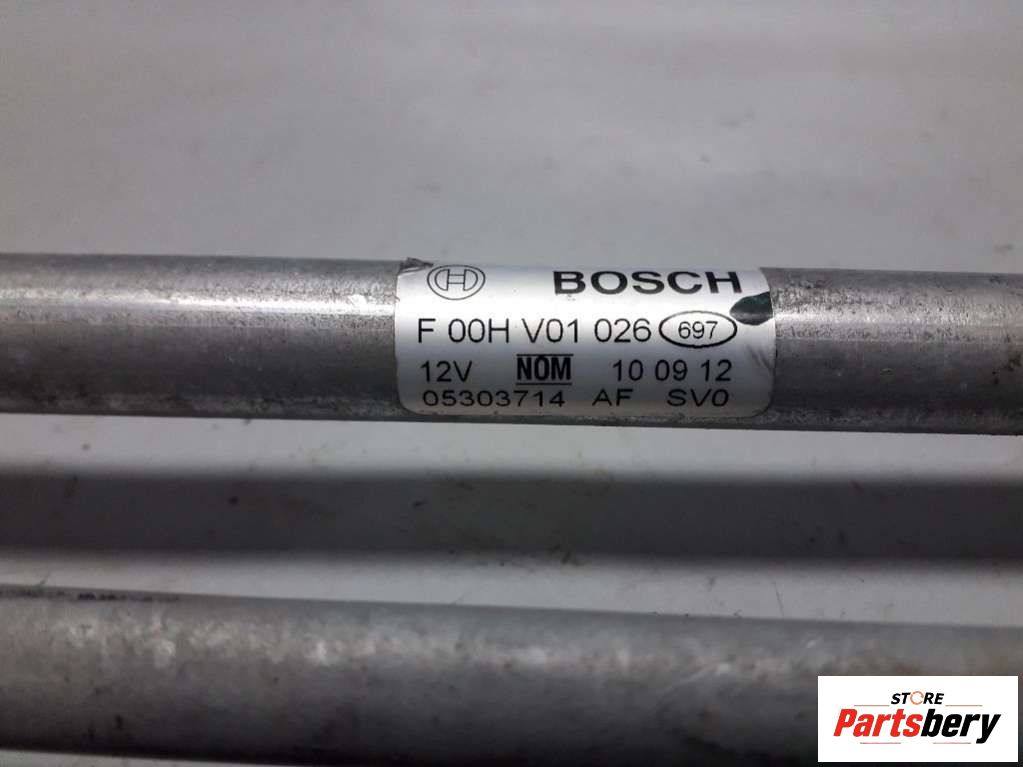 BOSCH
F 00H V01 026 697
12V NOM 10 09 12
05303714 AF SV0
STORE
Partsbery